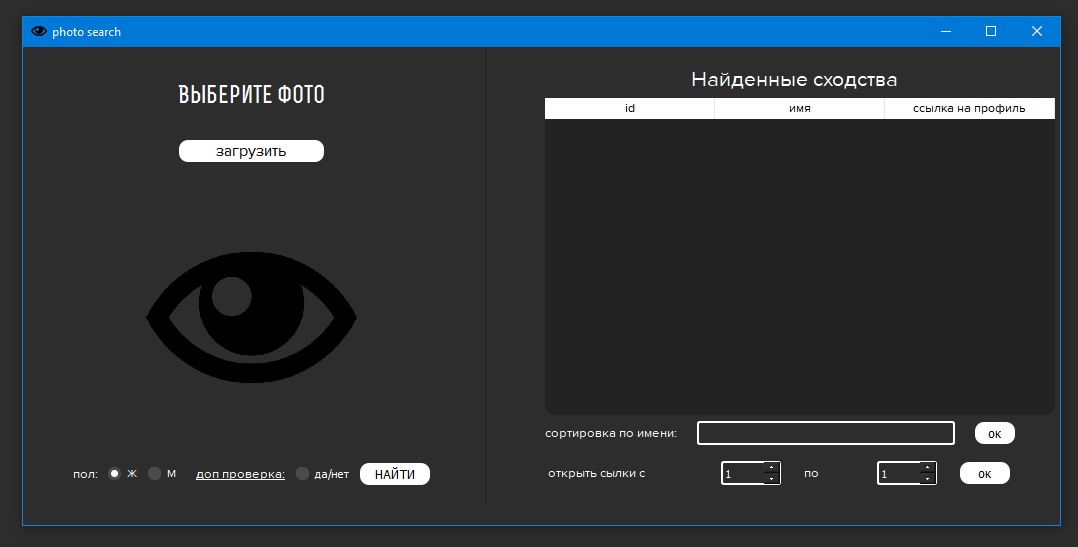 photo search
ВЫБЕРИТЕ ФОТО
загрузить
пол: Ж М доп проверка: да/нет НАЙТИ
Найденные сходства
id имя ссылка на профиль
сортировка по имени: ок
открыть сылки с 1 по 1 ок